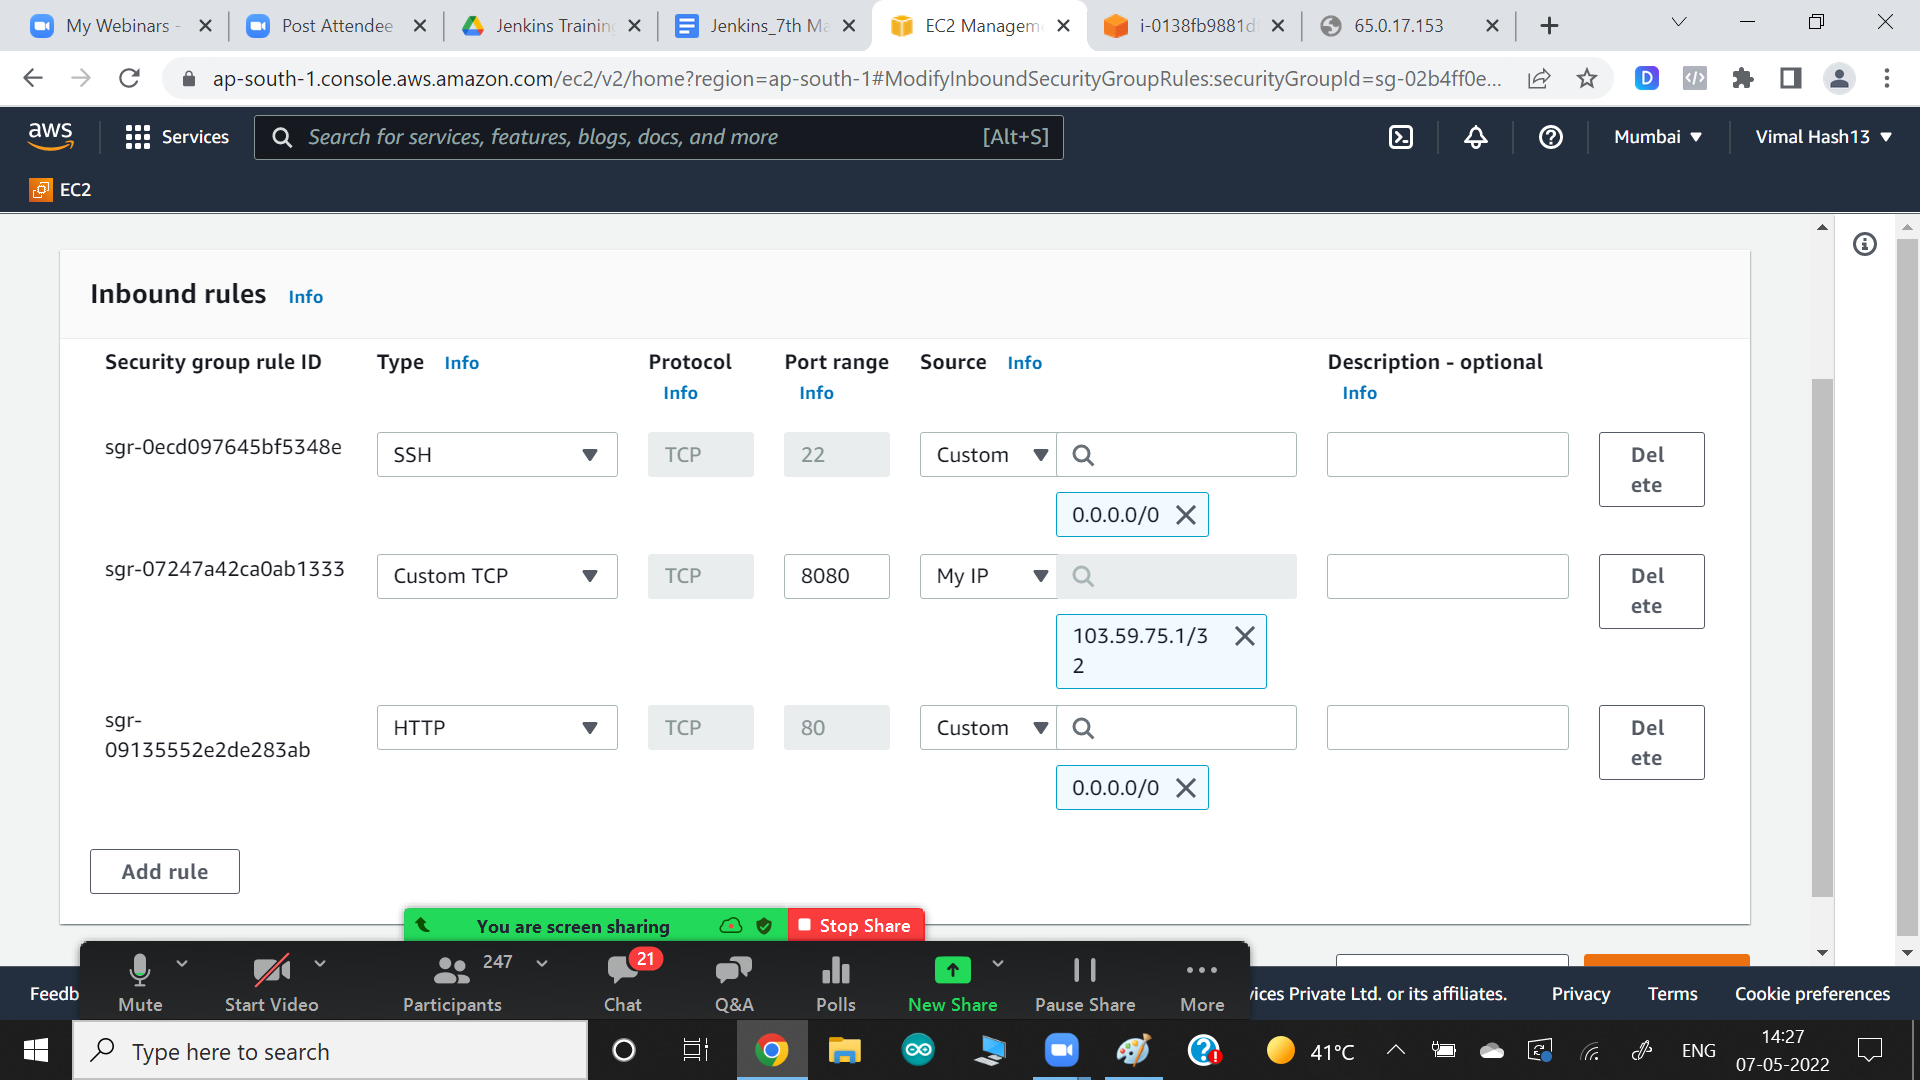 My Webinars -
Post Attendee
Jenkins Training
Jenkins_7th Ma
EC2 Managem
i-0138fb9881d
65.0.17.153
ap-south-1.console.aws.amazon.com/ec2/v2/home?region=ap-south-1#ModifyInboundSecurityGroupRules:securityGroupId=sg-02b4ff0e...
aws
Services
Search for services, features, blogs, docs, and more
[Alt+S]
Mumbai
Vimal Hash13
EC2
Inbound rules Info
Security group rule ID
Type Info
Protocol
Info
Port range
Info
Source Info
Description - optional
Info
sgr-0ecd097645bf5348e
SSH
TCP
22
Custom
0.0.0.0/0
Del
ete
sgr-07247a42ca0ab1333
Custom TCP
TCP
8080
My IP
103.59.75.1/3
2
Del
ete
sgr-
09135552e2de283ab
HTTP
TCP
80
Custom
0.0.0.0/0
Del
ete
Add rule
You are screen sharing
Stop Share
Mute
Start Video
247
Participants
21
Chat
Q&A
Polls
New Share
Pause Share
More
Feedb
vices Private Ltd. or its affiliates.
Privacy
Terms
Cookie preferences
Type here to search
41°C
ENG
14:27
07-05-2022